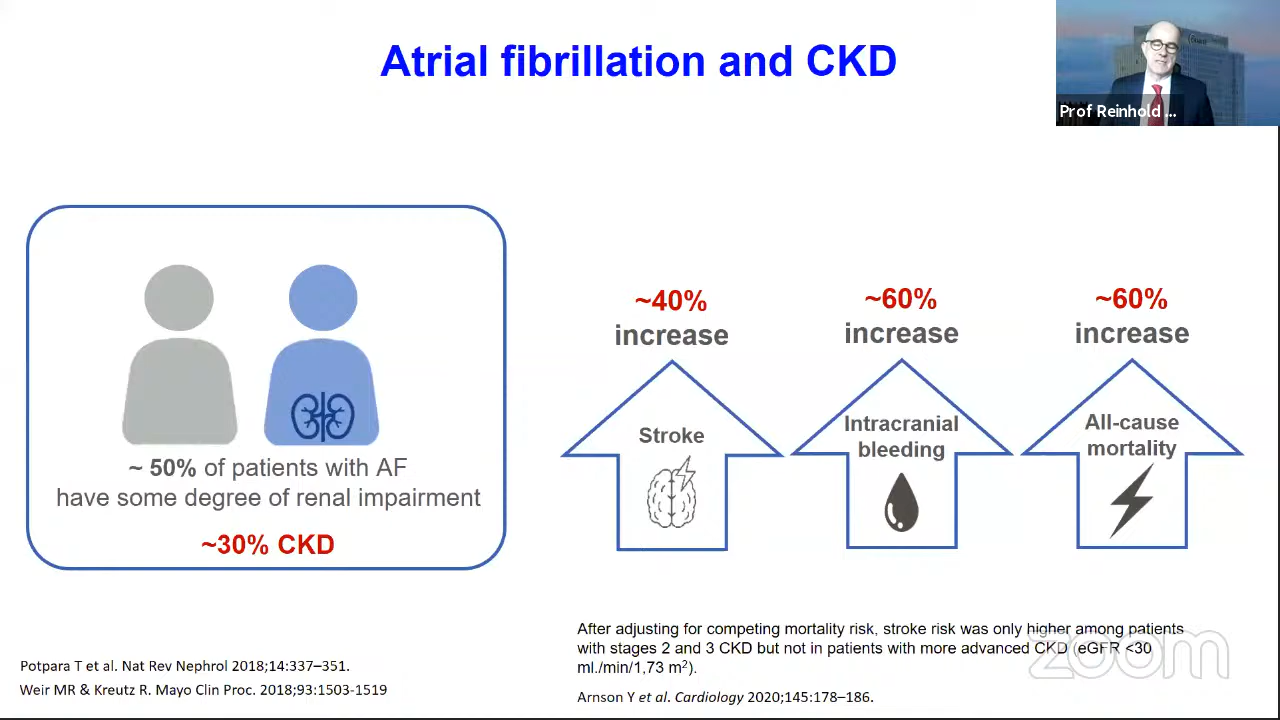 Atrial fibrillation and CKD
Prof Reinhold ...
~ 50% of patients with AF
have some degree of renal impairment
~30% CKD
~40%
increase
Stroke
~60%
increase
Intracranial
bleeding
~60%
increase
All-cause
mortality
After adjusting for competing mortality risk, stroke risk was only higher among patients
with stages 2 and 3 CKD but not in patients with more advanced CKD (eGFR <30
ml./min/1,73 m²).
Arnson Y et al. Cardiology 2020;145:178–186.
Potpara T et al. Nat Rev Nephrol 2018;14:337–351.
Weir MR & Kreutz R. Mayo Clin Proc. 2018;93:1503-1519
zoom